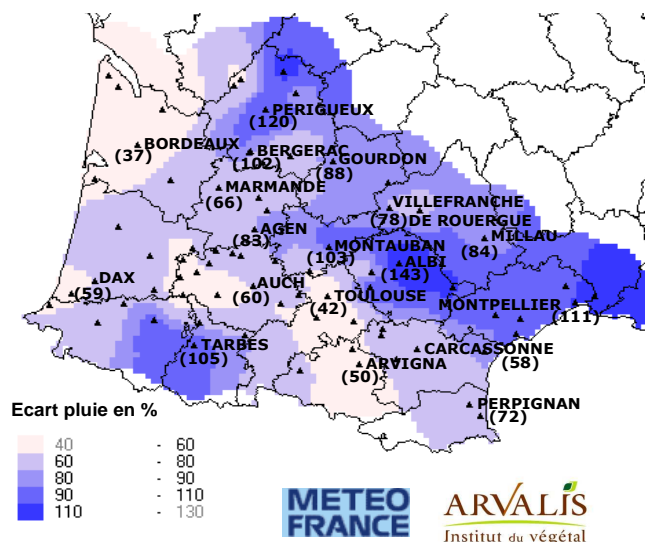 PERIGUEUX
(120)
BORDEAUX
(37)
BERGERAC
(102)
GOURDON
(88)
MARMANDE
(66)
VILLEFRANCHE
(78) DE ROUERGUE
AGEN
(83)
MILLAU
(84)
MONTAUBAN
(103)
ALBI
(143)
DAX
(59)
AUCH
(60)
TOULOUSE
(42)
MONTPELLIER
(111)
TARBES
(105)
CARCASSONNE
(58)
ARVIGNA
(50)
PERPIGNAN
(72)
Ecart pluie en %
40 - 60
60 - 80
80 - 90
90 - 110
110 - 130
METEO
FRANCE
ARVALIS
Institut du végétal